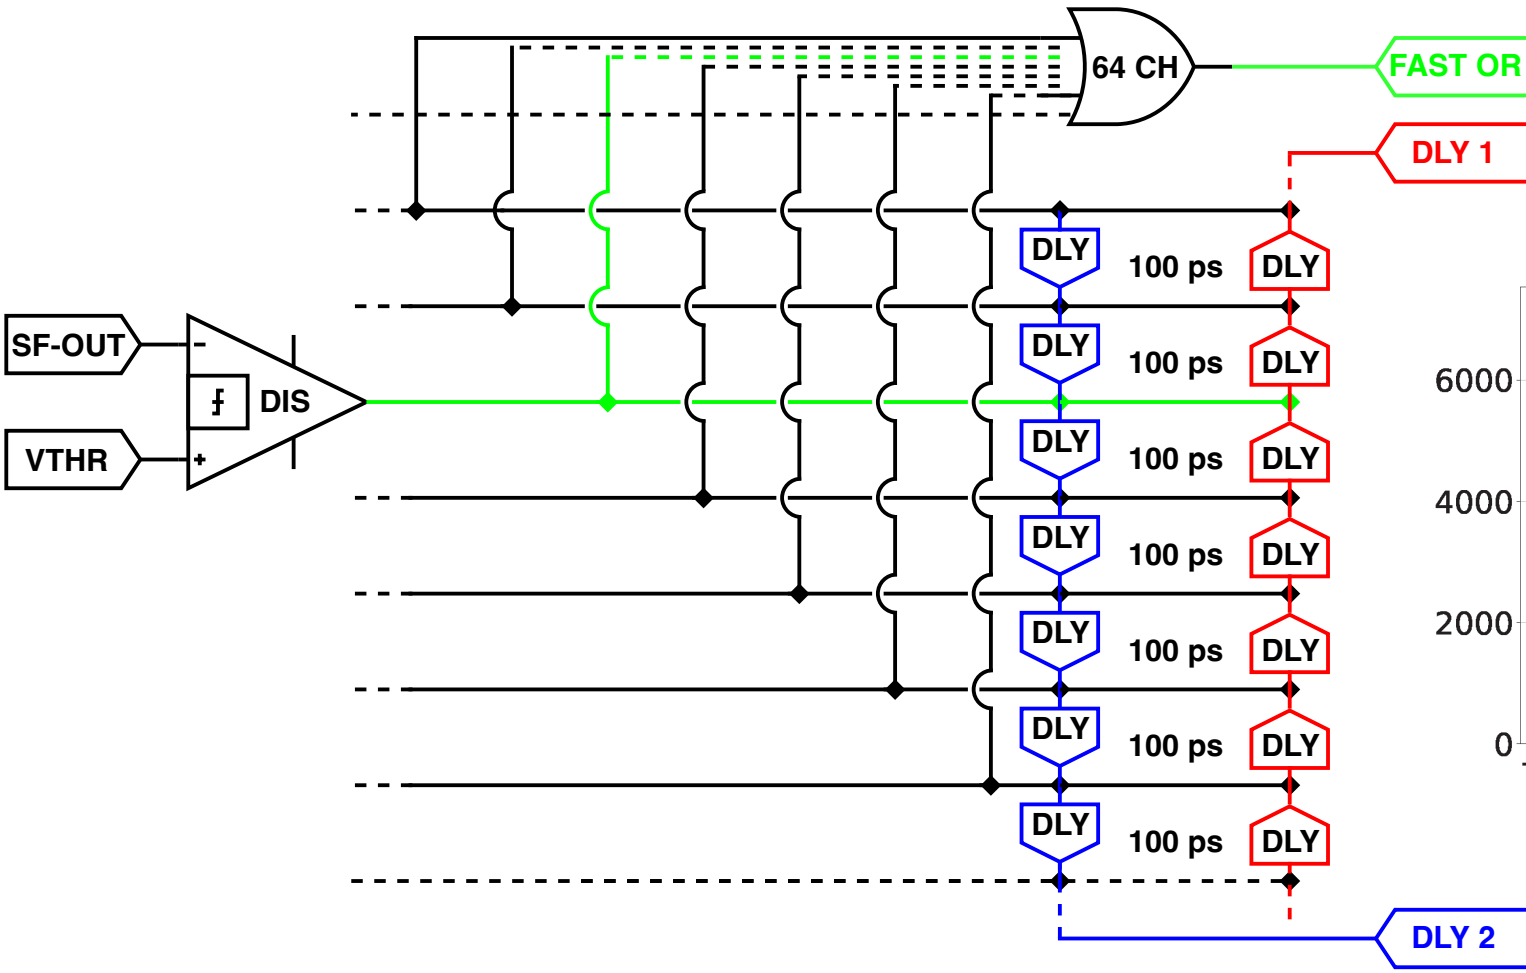 64 CH
FAST OR
DLY 1
DLY 100 ps DLY
SF-OUT
DLY 100 ps DLY
DIS
VTHR
DLY 100 ps DLY
DLY 100 ps DLY
DLY 100 ps DLY
DLY 100 ps DLY
DLY 100 ps DLY
DLY 2
6000
4000
2000
0